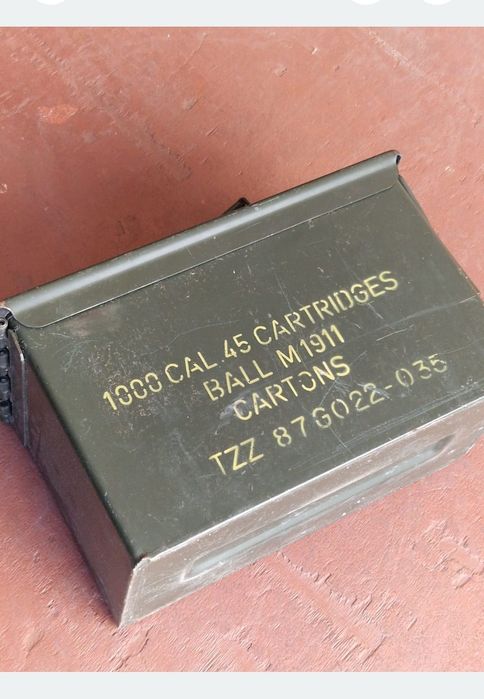 1000 CAL .45 CARTRIDGES
BALL M1911
CARTONS
TZZ 87G022-035